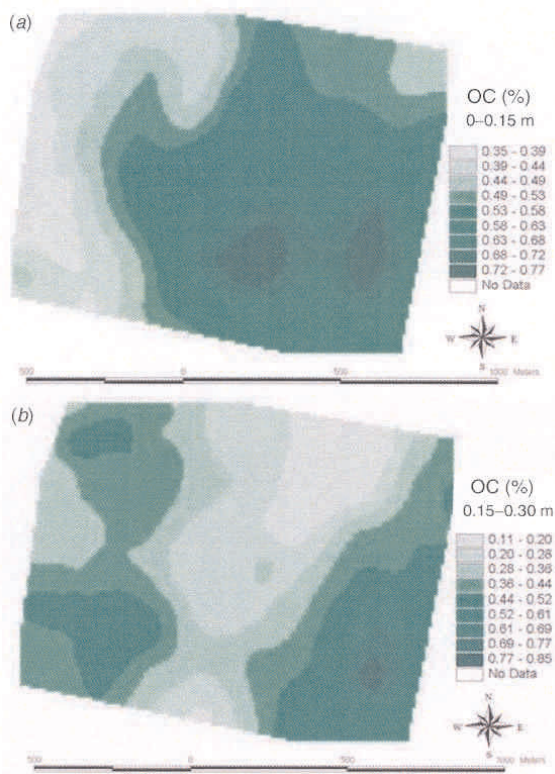 (a)
OC (%)
0–0.15 m
0.35 - 0.39
0.39 - 0.44
0.44 - 0.49
0.49 - 0.53
0.53 - 0.58
0.58 - 0.63
0.63 - 0.68
0.68 - 0.72
0.72 - 0.77
No Data
N
W E
S
500 0 500 1000 Meters
(b)
OC (%)
0.15–0.30 m
0.11 - 0.20
0.20 - 0.28
0.28 - 0.36
0.36 - 0.44
0.44 - 0.52
0.52 - 0.61
0.61 - 0.69
0.69 - 0.77
0.77 - 0.85
No Data
N
W E
S
500 0 500 Meters